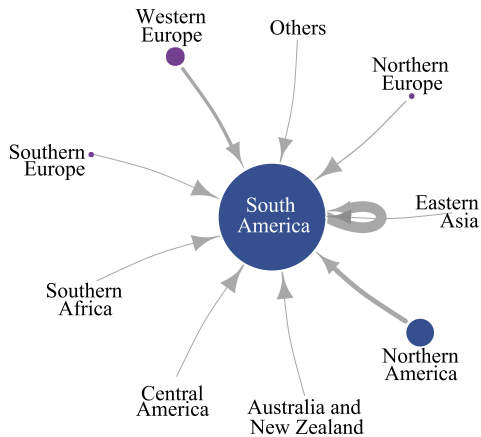 Western
Europe
Others
Northern
Europe
Southern
Europe
South
America
Eastern
Asia
Southern
Africa
Northern
America
Central
America
Australia and
New Zealand